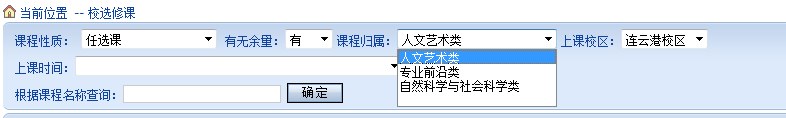 当前位置 -- 校选修课
课程性质： 任选课 有无余量： 有 课程归属： 人文艺术类 上课校区： 连云港校区
人文艺术类
上课时间： 专业前沿类
自然科学与社会科学类
根据课程名称查询： 确定